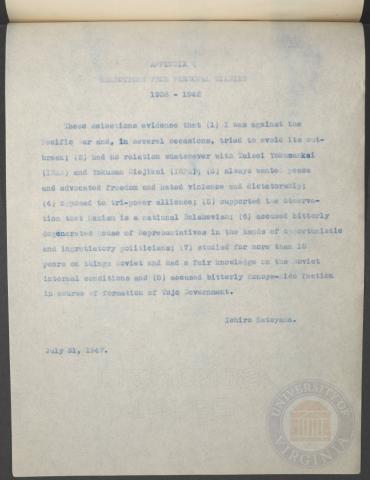 APPENDIX
SELECTIONS FROM PERSONAL DIARIES
1938 - 1942
These selections evidence that (1) I was against the
Pacific War and, in several occasions, tried to avoid its out-
break; (2) had no relation whatsoever with Taisei Yokusankai
(IRAA) and Yokusan Giajikai; (3) always wanted peace
and advocated freedom and hated violence and dictatorship;
(4) opposed to tri-power alliance; (5) supported the observa-
tion that Nazism is a national Bolshevism; (6) accused bitterly
degenerated House of Representatives in the hands of opportunistic
and politicians; (7) studied for more than 15
years on things Soviet and had a fair knowledge on the Soviet
internal conditions and (8) accused bitterly Konoye-Kido faction
in course of formation of Tojo Government.
Ichiro Hatoyama.
July 31, 1947.
UNIVERSITY OF
VIRGINIA